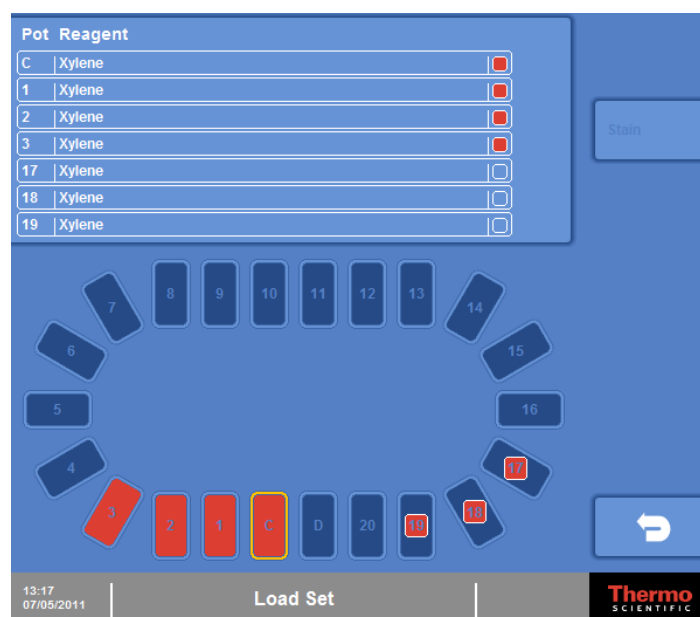 Pot Reagent
C Xylene
1 Xylene
2 Xylene
3 Xylene
17 Xylene
18 Xylene
19 Xylene
Stain
7 8 9 10 11 12 13 14
6 15
5 16
4 17
3 2 1 C D 20 19 18
13:17
07/05/2011
Load Set
Thermo
SCIENTIFIC